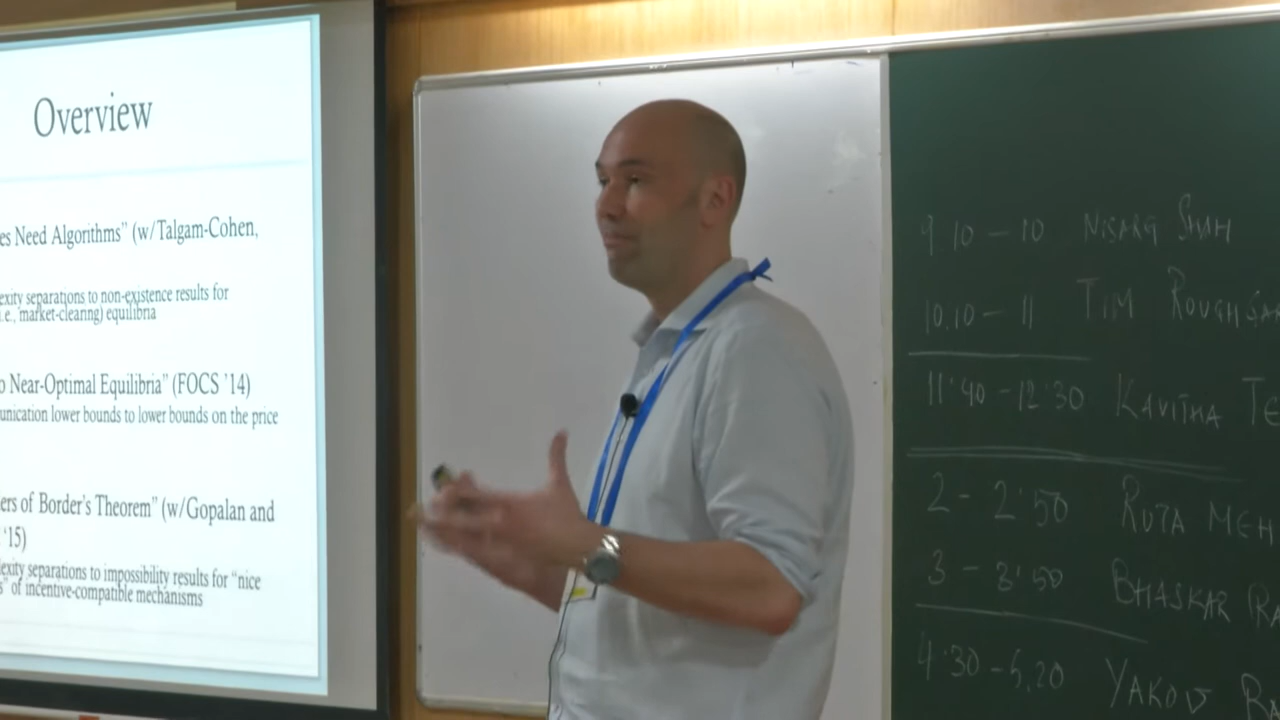 Overview
es Need Algorithms" (w/Talgam-Cohen,
exity separations to non-existence results for
i.e., market-clearing) equilibria
o Near-Optimal Equilibria" (FOCS '14)
unication lower bounds to lower bounds on the price
ers of Border's Theorem" (w/Gopalan and
'15)
lexity separations to impossibility results for "nice
s" of incentive-compatible mechanisms
9.10 – 10 NISARG SHAH
10.10 – 11 TIM ROUGHGAR
11:40 – 12:30 KAVITHA TE
2 – 2:50 RUTA MEH
3 – 3:50 BHASKAR RA
4:30 – 5.20 YAKOV BA